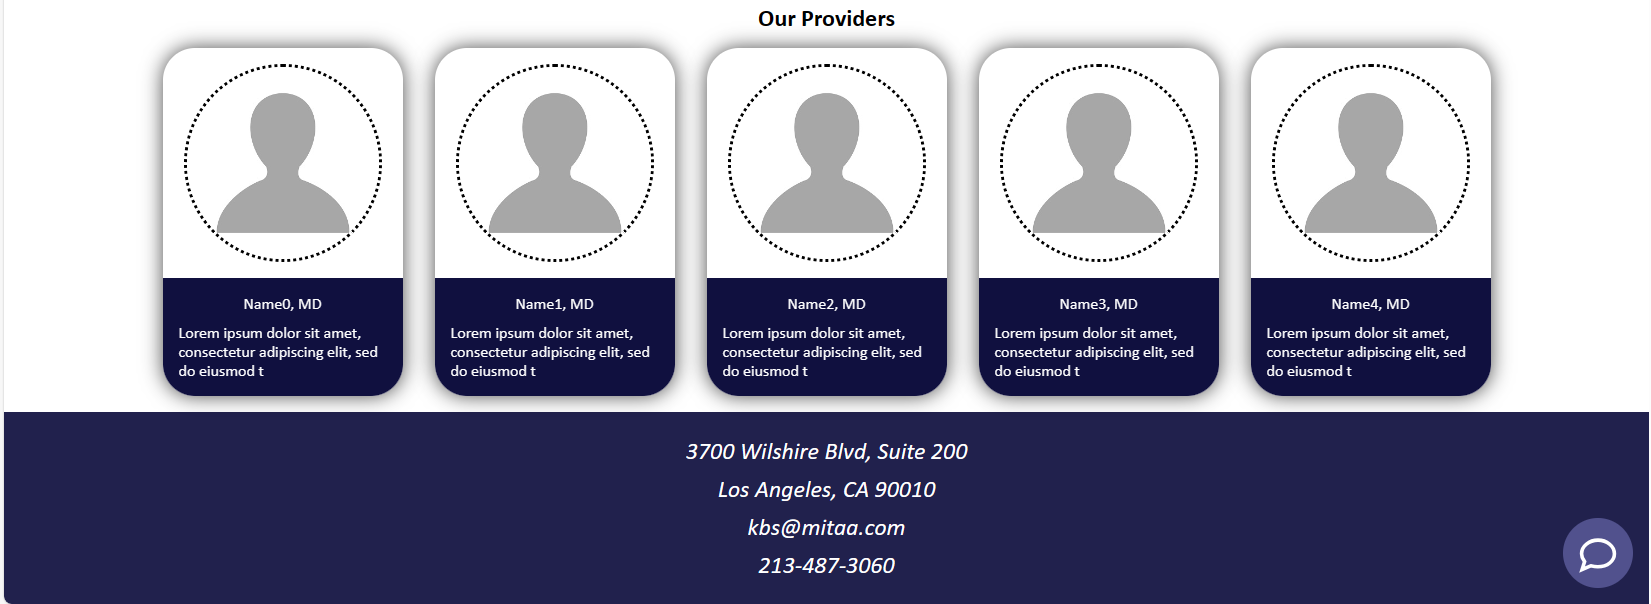 Our Providers
Name0, MD
Lorem ipsum dolor sit amet,
consectetur adipiscing elit, sed
do eiusmod t
Name1, MD
Lorem ipsum dolor sit amet,
consectetur adipiscing elit, sed
do eiusmod t
Name2, MD
Lorem ipsum dolor sit amet,
consectetur adipiscing elit, sed
do eiusmod t
Name3, MD
Lorem ipsum dolor sit amet,
consectetur adipiscing elit, sed
do eiusmod t
Name4, MD
Lorem ipsum dolor sit amet,
consectetur adipiscing elit, sed
do eiusmod t
3700 Wilshire Blvd, Suite 200
Los Angeles, CA 90010
kbs@mitaa.com
213-487-3060